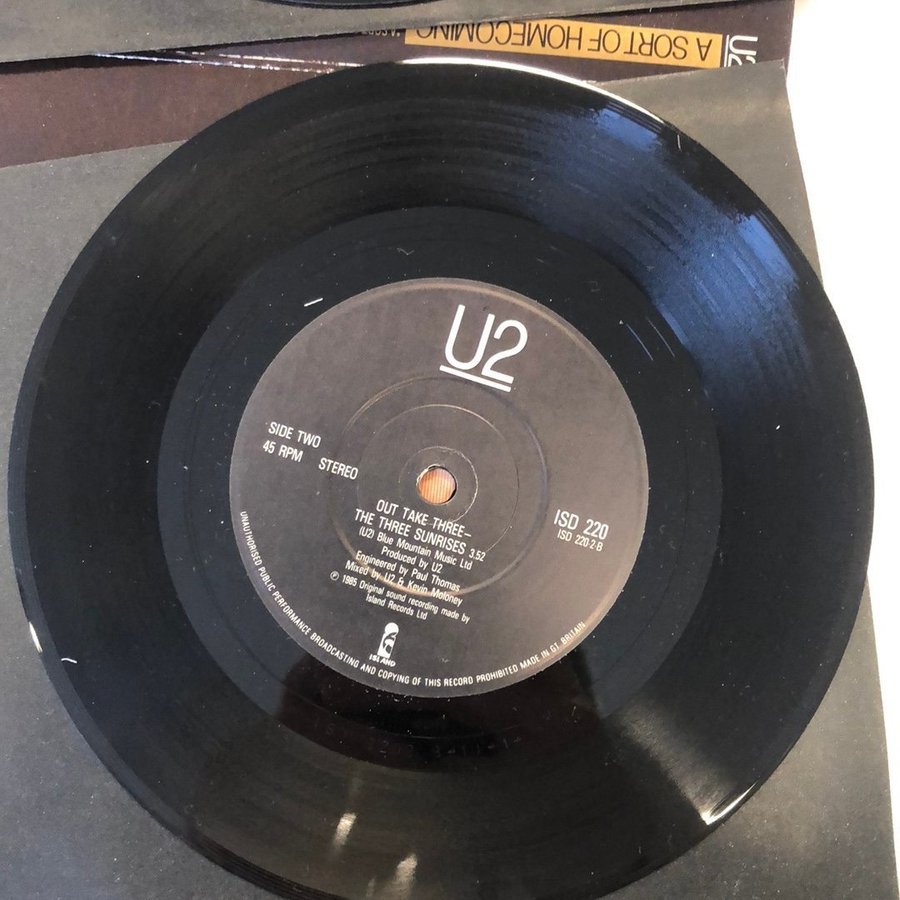 U2
A SORT OF HOMECOMING
U2
SIDE TWO
45 RPM STEREO
ISD 220
ISD 220-2-B
OUT TAKE THREE-
THE THREE SUNRISES 3.52
(U2) Blue Mountain Music Ltd
Produced by U2
Engineered by Paul Thomas
Mixed by U2 & Kevin Moloney
℗ 1985 Original sound recording made by
Island Records Ltd
ISLAND
UNAUTHORISED PUBLIC PERFORMANCE BROADCASTING AND COPYING OF THIS RECORD PROHIBITED MADE IN GT. BRITAIN